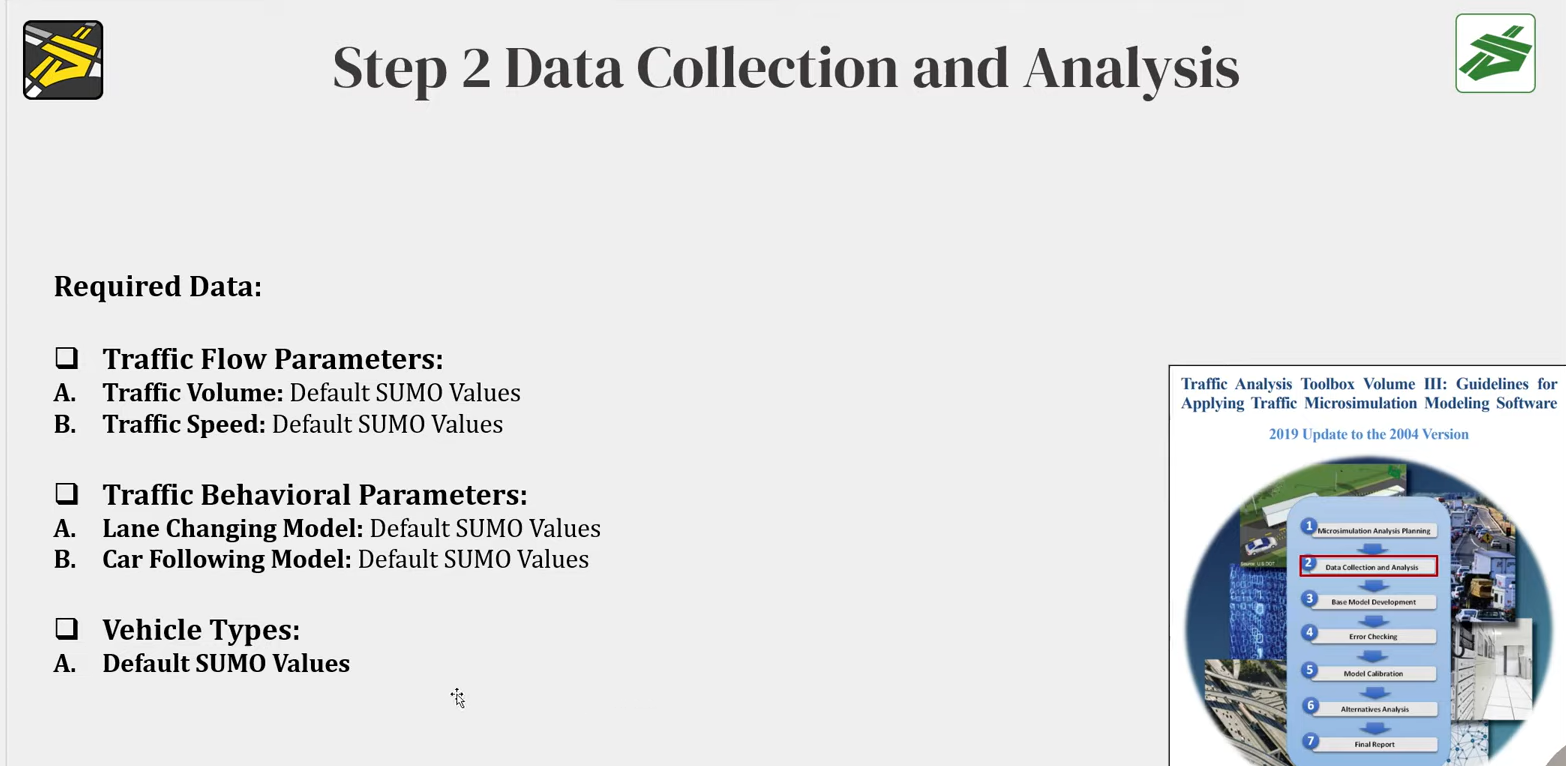 Step 2 Data Collection and Analysis
Required Data:
❑ Traffic Flow Parameters:
A. Traffic Volume: Default SUMO Values
B. Traffic Speed: Default SUMO Values
❑ Traffic Behavioral Parameters:
A. Lane Changing Model: Default SUMO Values
B. Car Following Model: Default SUMO Values
❑ Vehicle Types:
A. Default SUMO Values
Traffic Analysis Toolbox Volume III: Guidelines for
Applying Traffic Microsimulation Modeling Software
2019 Update to the 2004 Version
1 Microsimulation Analysis Planning
2 Data Collection and Analysis
3 Base Model Development
4 Error Checking
5 Model Calibration
6 Alternatives Analysis
7 Final Report
Source: U.S. DOT